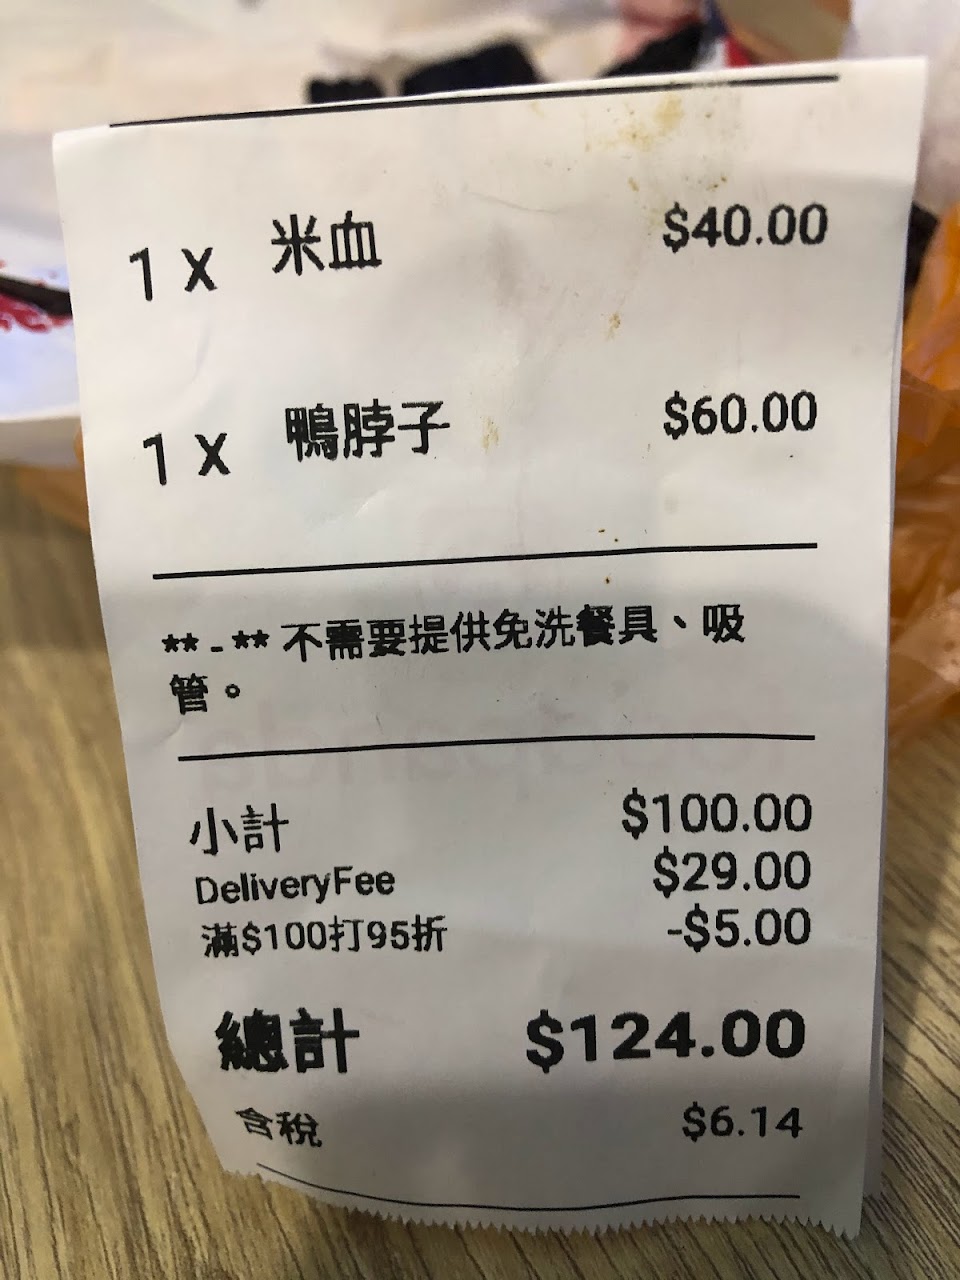 1 X 米血 $40.00
1 X 鴨脖子 $60.00
** - ** 不需要提供免洗餐具、吸
管。
小計 $100.00
DeliveryFee $29.00
滿$100打95折 -$5.00
總計 $124.00
含稅 $6.14